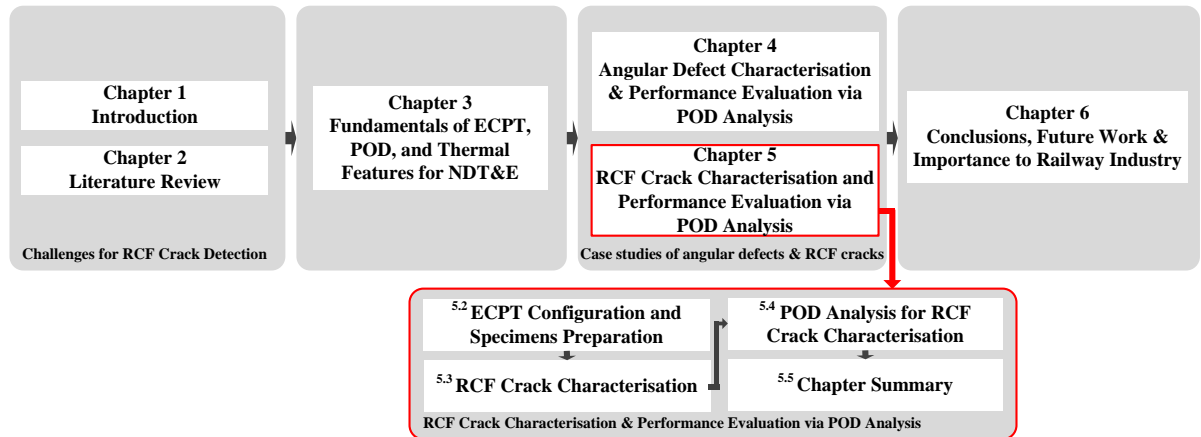 Chapter 1
Introduction
Chapter 2
Literature Review
Challenges for RCF Crack Detection
Chapter 3
Fundamentals of ECPT,
POD, and Thermal
Features for NDT&E
Chapter 4
Angular Defect Characterisation
& Performance Evaluation via
POD Analysis
Chapter 5
RCF Crack Characterisation and
Performance Evaluation via
POD Analysis
Case studies of angular defects & RCF cracks
Chapter 6
Conclusions, Future Work &
Importance to Railway Industry
5.2 ECPT Configuration and
Specimens Preparation
5.3 RCF Crack Characterisation
5.4 POD Analysis for RCF
Crack Characterisation
5.5 Chapter Summary
RCF Crack Characterisation & Performance Evaluation via POD Analysis